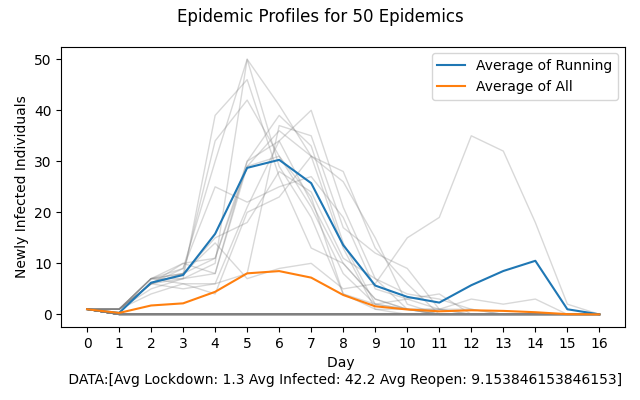 Epidemic Profiles for 50 Epidemics
Newly Infected Individuals
50
40
30
20
10
0
Average of Running
Average of All
0 1 2 3 4 5 6 7 8 9 10 11 12 13 14 15 16
Day
DATA:[Avg Lockdown: 1.3 Avg Infected: 42.2 Avg Reopen: 9.153846153846153]